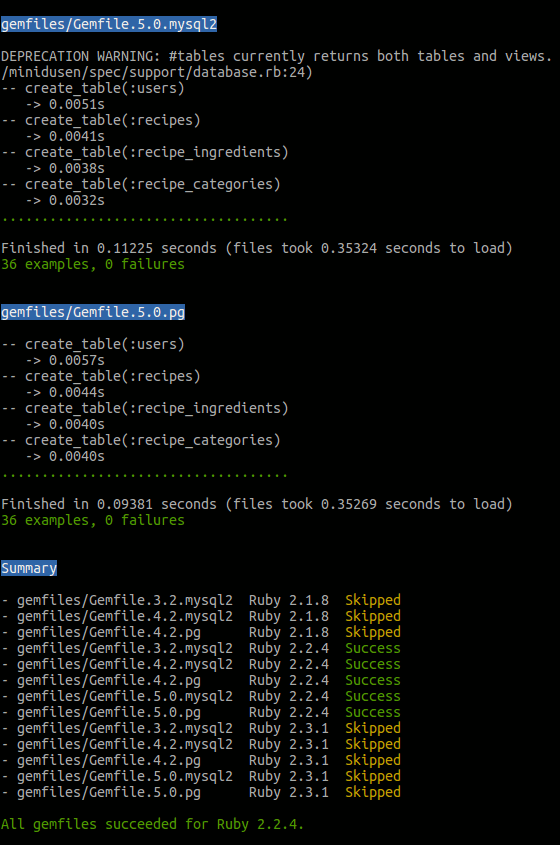 gemfiles/Gemfile.5.0.mysql2
DEPRECATION WARNING: #tables currently returns both tables and views.
/minidusen/spec/support/database.rb:24)
-- create_table(:users)
   -> 0.0051s
-- create_table(:recipes)
   -> 0.0041s
-- create_table(:recipe_ingredients)
   -> 0.0038s
-- create_table(:recipe_categories)
   -> 0.0032s
....................................
Finished in 0.11225 seconds (files took 0.35324 seconds to load)
36 examples, 0 failures
gemfiles/Gemfile.5.0.pg
-- create_table(:users)
   -> 0.0057s
-- create_table(:recipes)
   -> 0.0044s
-- create_table(:recipe_ingredients)
   -> 0.0040s
-- create_table(:recipe_categories)
   -> 0.0040s
....................................
Finished in 0.09381 seconds (files took 0.35269 seconds to load)
36 examples, 0 failures
Summary
- gemfiles/Gemfile.3.2.mysql2  Ruby 2.1.8  Skipped
- gemfiles/Gemfile.4.2.mysql2  Ruby 2.1.8  Skipped
- gemfiles/Gemfile.4.2.pg      Ruby 2.1.8  Skipped
- gemfiles/Gemfile.3.2.mysql2  Ruby 2.2.4  Success
- gemfiles/Gemfile.4.2.mysql2  Ruby 2.2.4  Success
- gemfiles/Gemfile.4.2.pg      Ruby 2.2.4  Success
- gemfiles/Gemfile.5.0.mysql2  Ruby 2.2.4  Success
- gemfiles/Gemfile.5.0.pg      Ruby 2.2.4  Success
- gemfiles/Gemfile.3.2.mysql2  Ruby 2.3.1  Skipped
- gemfiles/Gemfile.4.2.mysql2  Ruby 2.3.1  Skipped
- gemfiles/Gemfile.4.2.pg      Ruby 2.3.1  Skipped
- gemfiles/Gemfile.5.0.mysql2  Ruby 2.3.1  Skipped
- gemfiles/Gemfile.5.0.pg      Ruby 2.3.1  Skipped
All gemfiles succeeded for Ruby 2.2.4.